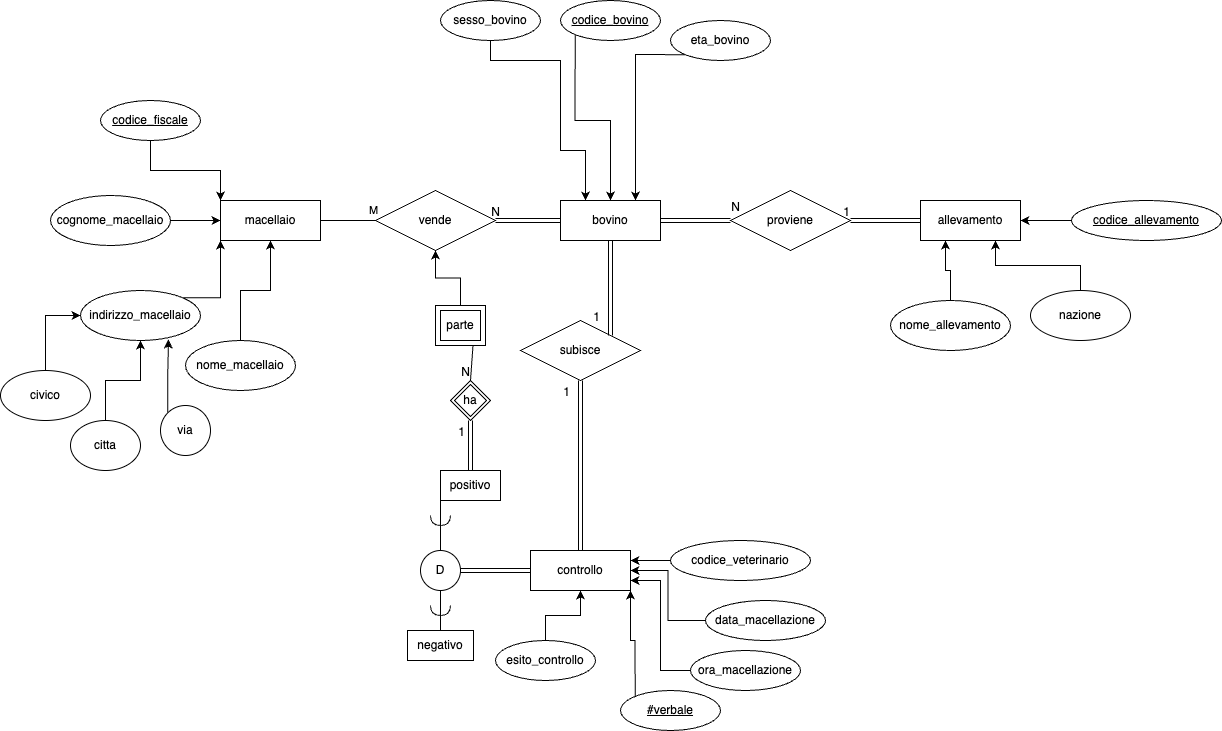 sesso_bovino
codice_bovino
eta_bovino
codice_fiscale
cognome_macellaio
macellaio
M
vende
N
bovino
N
proviene
1
allevamento
codice_allevamento
indirizzo_macellaio
nome_macellaio
civico
citta
via
parte
N
ha
1
positivo
1
subisce
1
nome_allevamento
nazione
D
negativo
controllo
codice_veterinario
data_macellazione
ora_macellazione
esito_controllo
#verbale